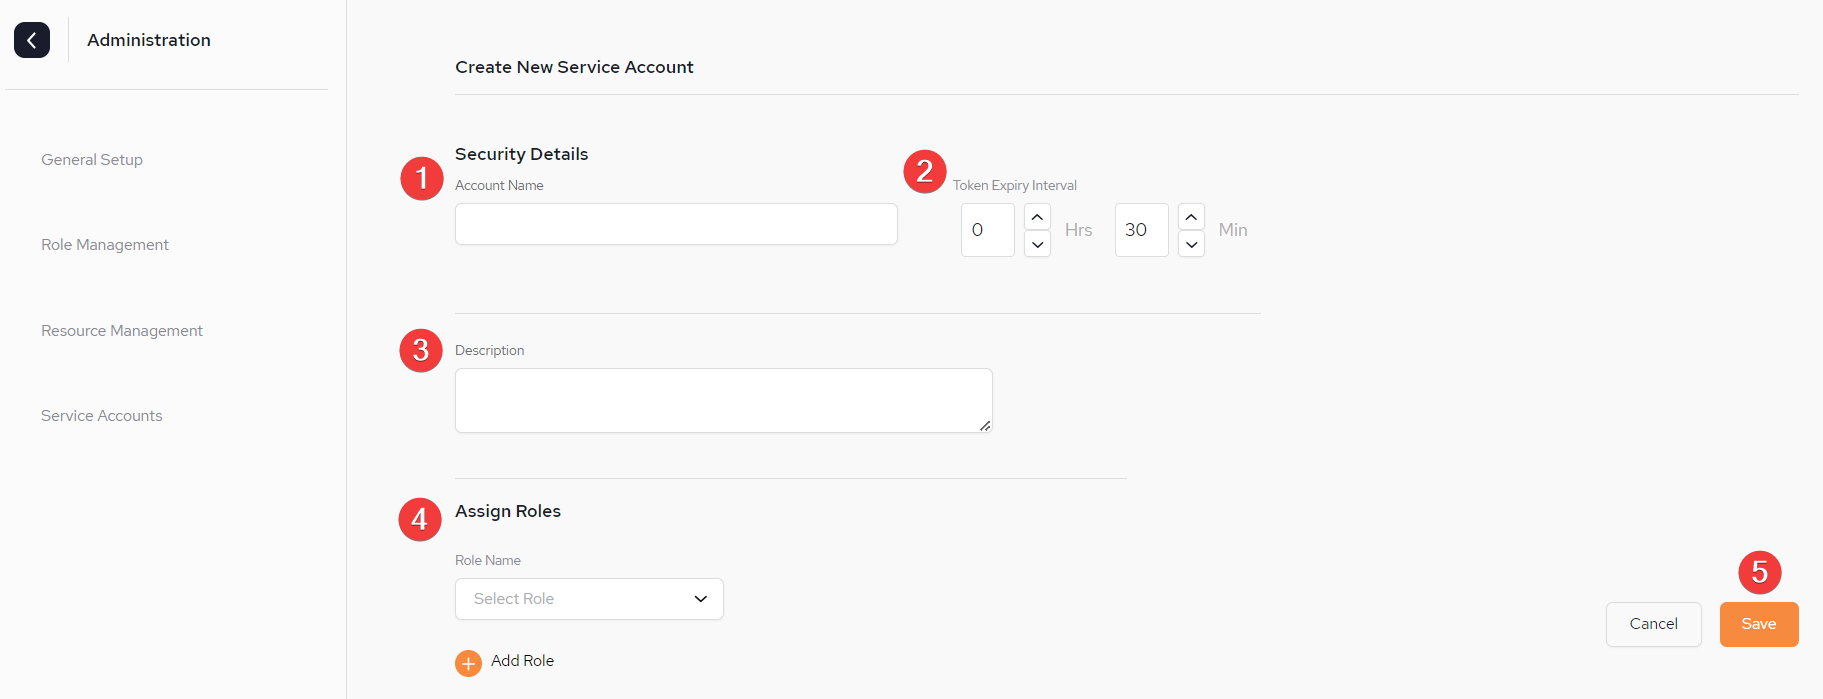 Administration
General Setup
Role Management
Resource Management
Service Accounts
Create New Service Account
Security Details
1
Account Name
2
Token Expiry Interval
0 Hrs 30 Min
3
Description
4
Assign Roles
Role Name
Select Role
Add Role
5
Cancel
Save